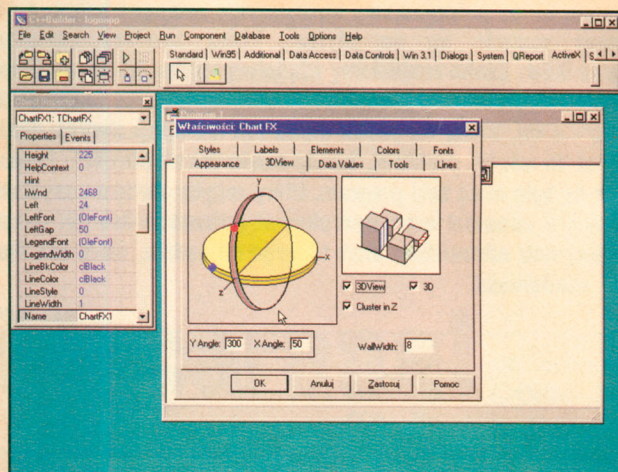 C++Builder - logoapp
File Edit Search View Project Run Component Database Tools Options Help
Standard Win95 Additional Data Access Data Controls Win 3.1 Dialogs System QReport ActiveX S
Object Inspector
ChartFX1: TChartFX
Properties Events
Height 225
HelpContext 0
Hint
hWnd 2468
Left 24
LeftFont (OleFont)
LeftGap 50
LegendFont (OleFont)
LegendWidth 0
LineBkColor clBlack
LineColor clBlack
LineStyle 0
LineWidth 1
Name ChartFX1
Właściwości: Chart FX
Styles Labels Elements Colors Fonts
Appearance 3DView Data Values Tools Lines
y
x
z
3DView 3D
Cluster in Z
Y Angle: 300 X Angle: 50
WallWidth: 8
OK Anuluj Zastosuj Pomoc